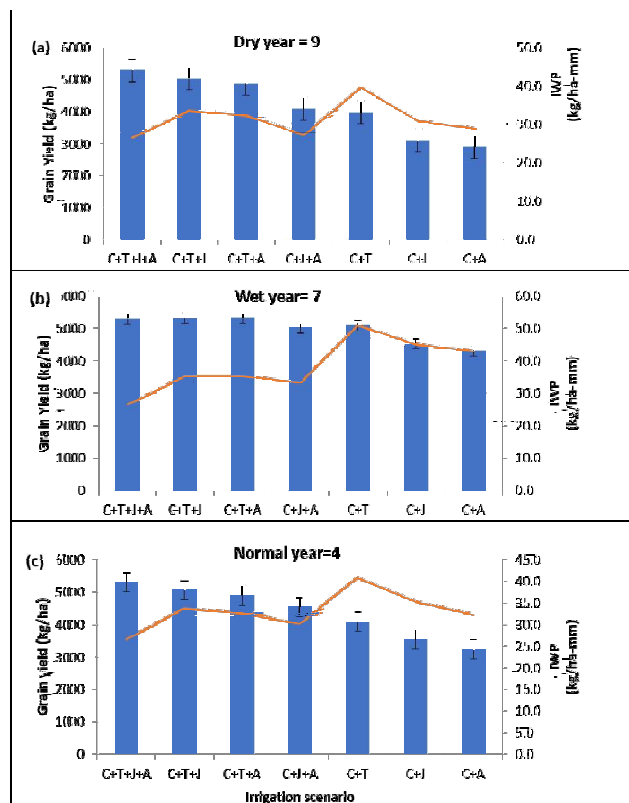 (a)
Dry year = 9
6000
5000
4000
3000
2000
1000
0
Grain Yield (kg/ha)
50.0
40.0
30.0
20.0
10.0
0.0
IWP
(kg/ha-mm)
C+T+J+A C+T+J C+T+A C+J+A C+T C+J C+A
(b)
Wet year= 7
6000
5000
4000
3000
2000
1000
0
Grain Yield (kg/ha)
60.0
50.0
40.0
30.0
20.0
10.0
0.0
IWP
(kg/ha-mm)
C+T+J+A C+T+J C+T+A C+J+A C+T C+J C+A
(c)
Normal year=4
6000
5000
4000
3000
2000
1000
0
Grain Yield (kg/ha)
45.0
40.0
35.0
30.0
25.0
20.0
15.0
10.0
5.0
0.0
IWP
(kg/ha-mm)
C+T+J+A C+T+J C+T+A C+J+A C+T C+J C+A
Irrigation scenario